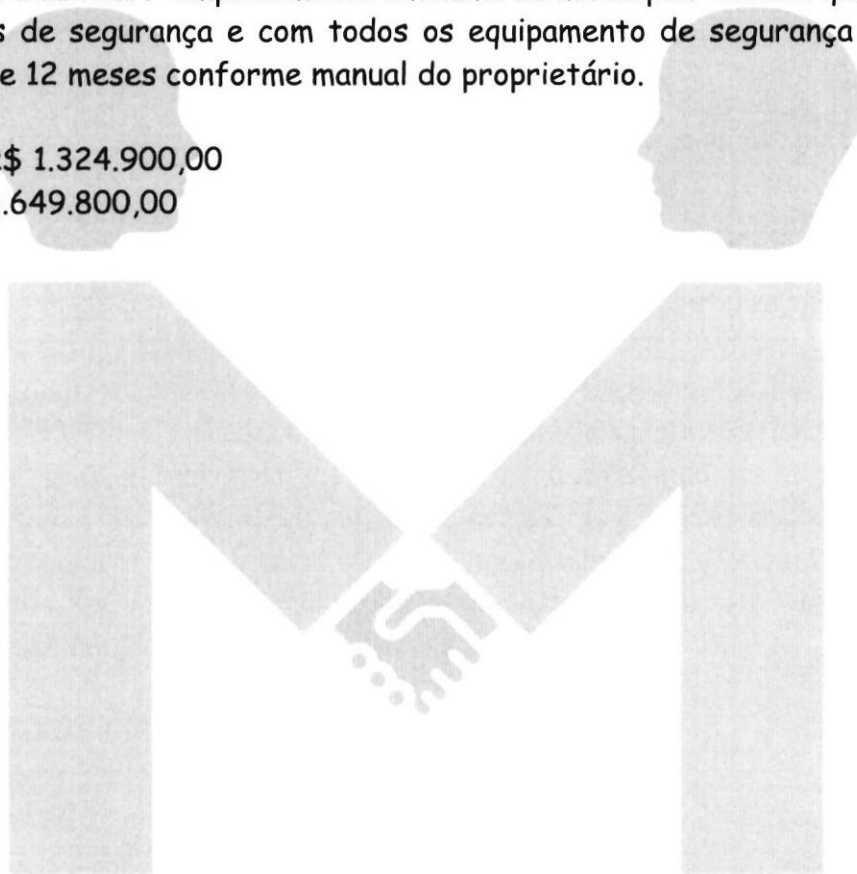 s de segurança e com todos os equipamento de segurança
e 12 meses conforme manual do proprietário.
$ 1.324.900,00
.649.800,00